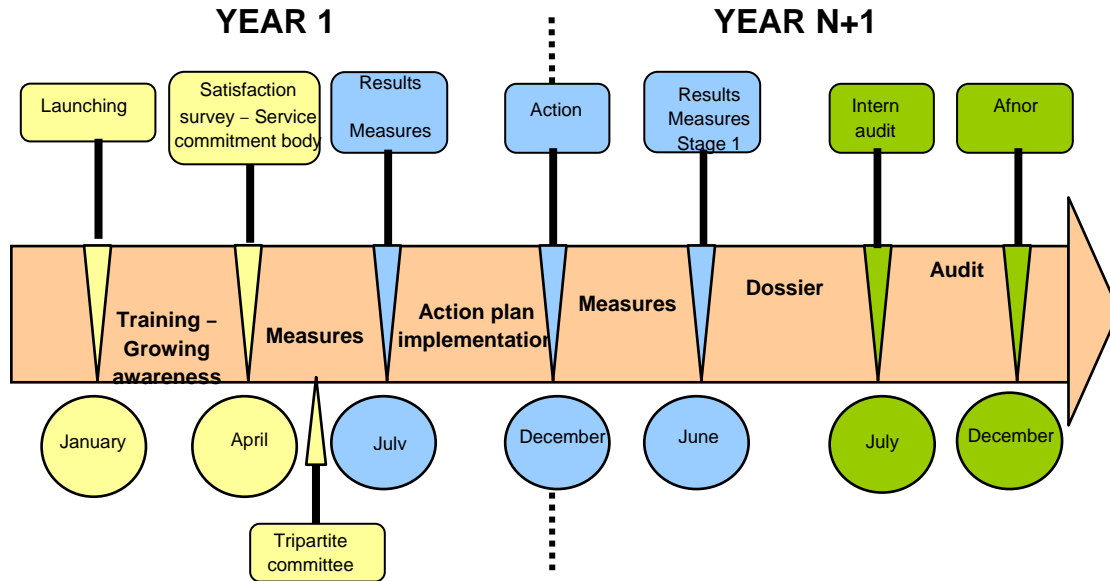 YEAR 1
YEAR N+1
Launching
Satisfaction
survey – Service
commitment body
Results
Measures
Action
Results
Measures
Stage 1
Intern
audit
Afnor
Training –
Growing
awareness
Measures
Action plan
implementation
Measures
Dossier
Audit
January
April
Julv
December
June
July
December
Tripartite
committee